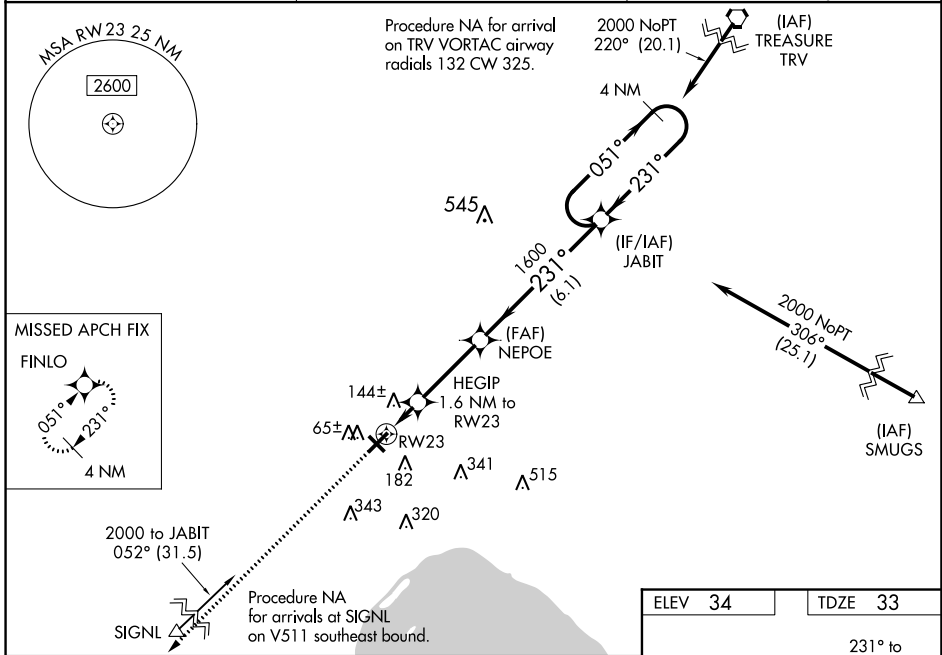 MSA RW 23 25 NM
2600
Procedure NA for arrival
on TRV VORTAC airway
radials 132 CW 325.
2000 NoPT
220° (20.1)
(IAF)
TREASURE
TRV
4 NM
051°
231°
545
(IF/IAF)
JABIT
1600
231°
(6.1)
2000 NoPT
306°
(25.1)
(IAF)
SMUGS
MISSED APCH FIX
FINLO
051°
231°
4 NM
(FAF)
NEPOE
HEGIP
1.6 NM to
RW23
144±
65±
RW23
182
341
515
343
320
2000 to JABIT
052° (31.5)
SIGNL
Procedure NA
for arrivals at SIGNL
on V511 southeast bound.
ELEV 34
TDZE 33
231° to